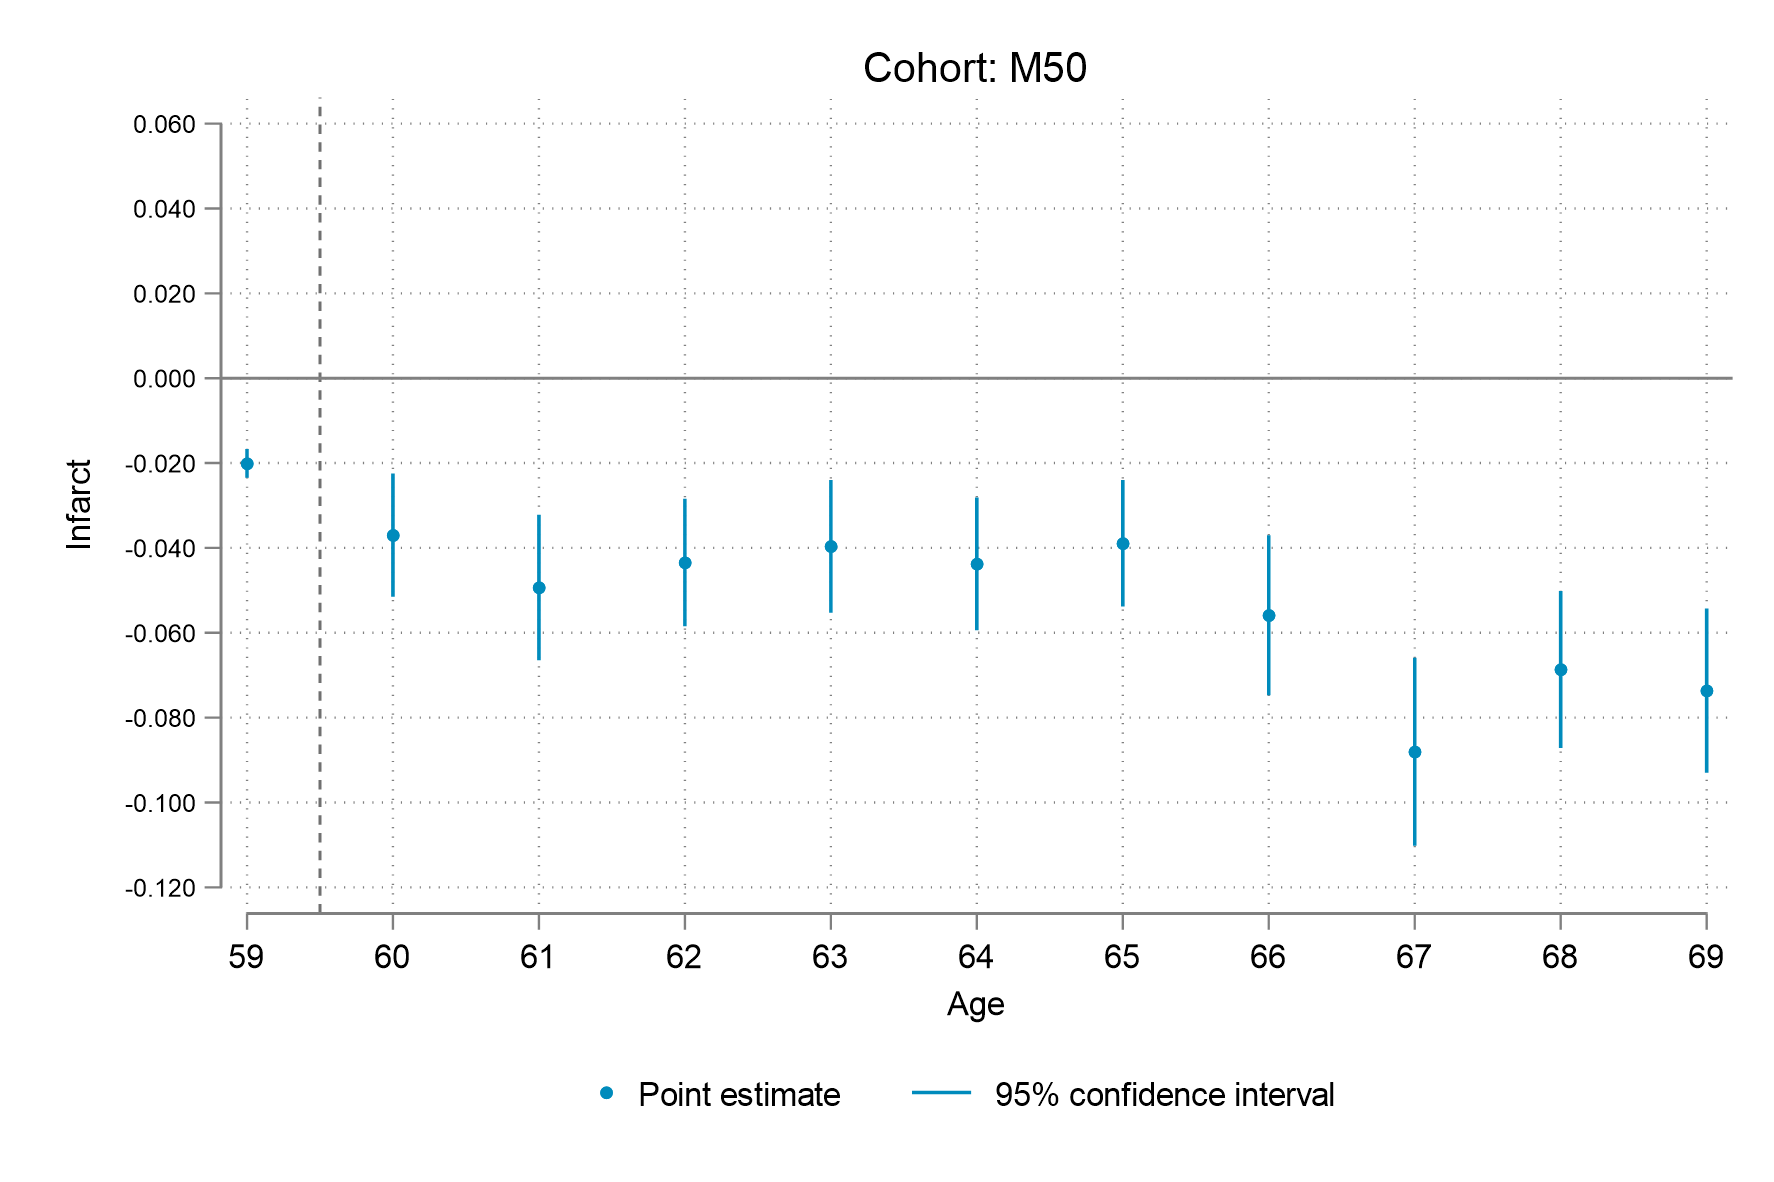 Cohort: M50
0.060
0.040
0.020
0.000
-0.020
-0.040
-0.060
-0.080
-0.100
-0.120
Infarct
59 60 61 62 63 64 65 66 67 68 69
Age
Point estimate 95% confidence interval